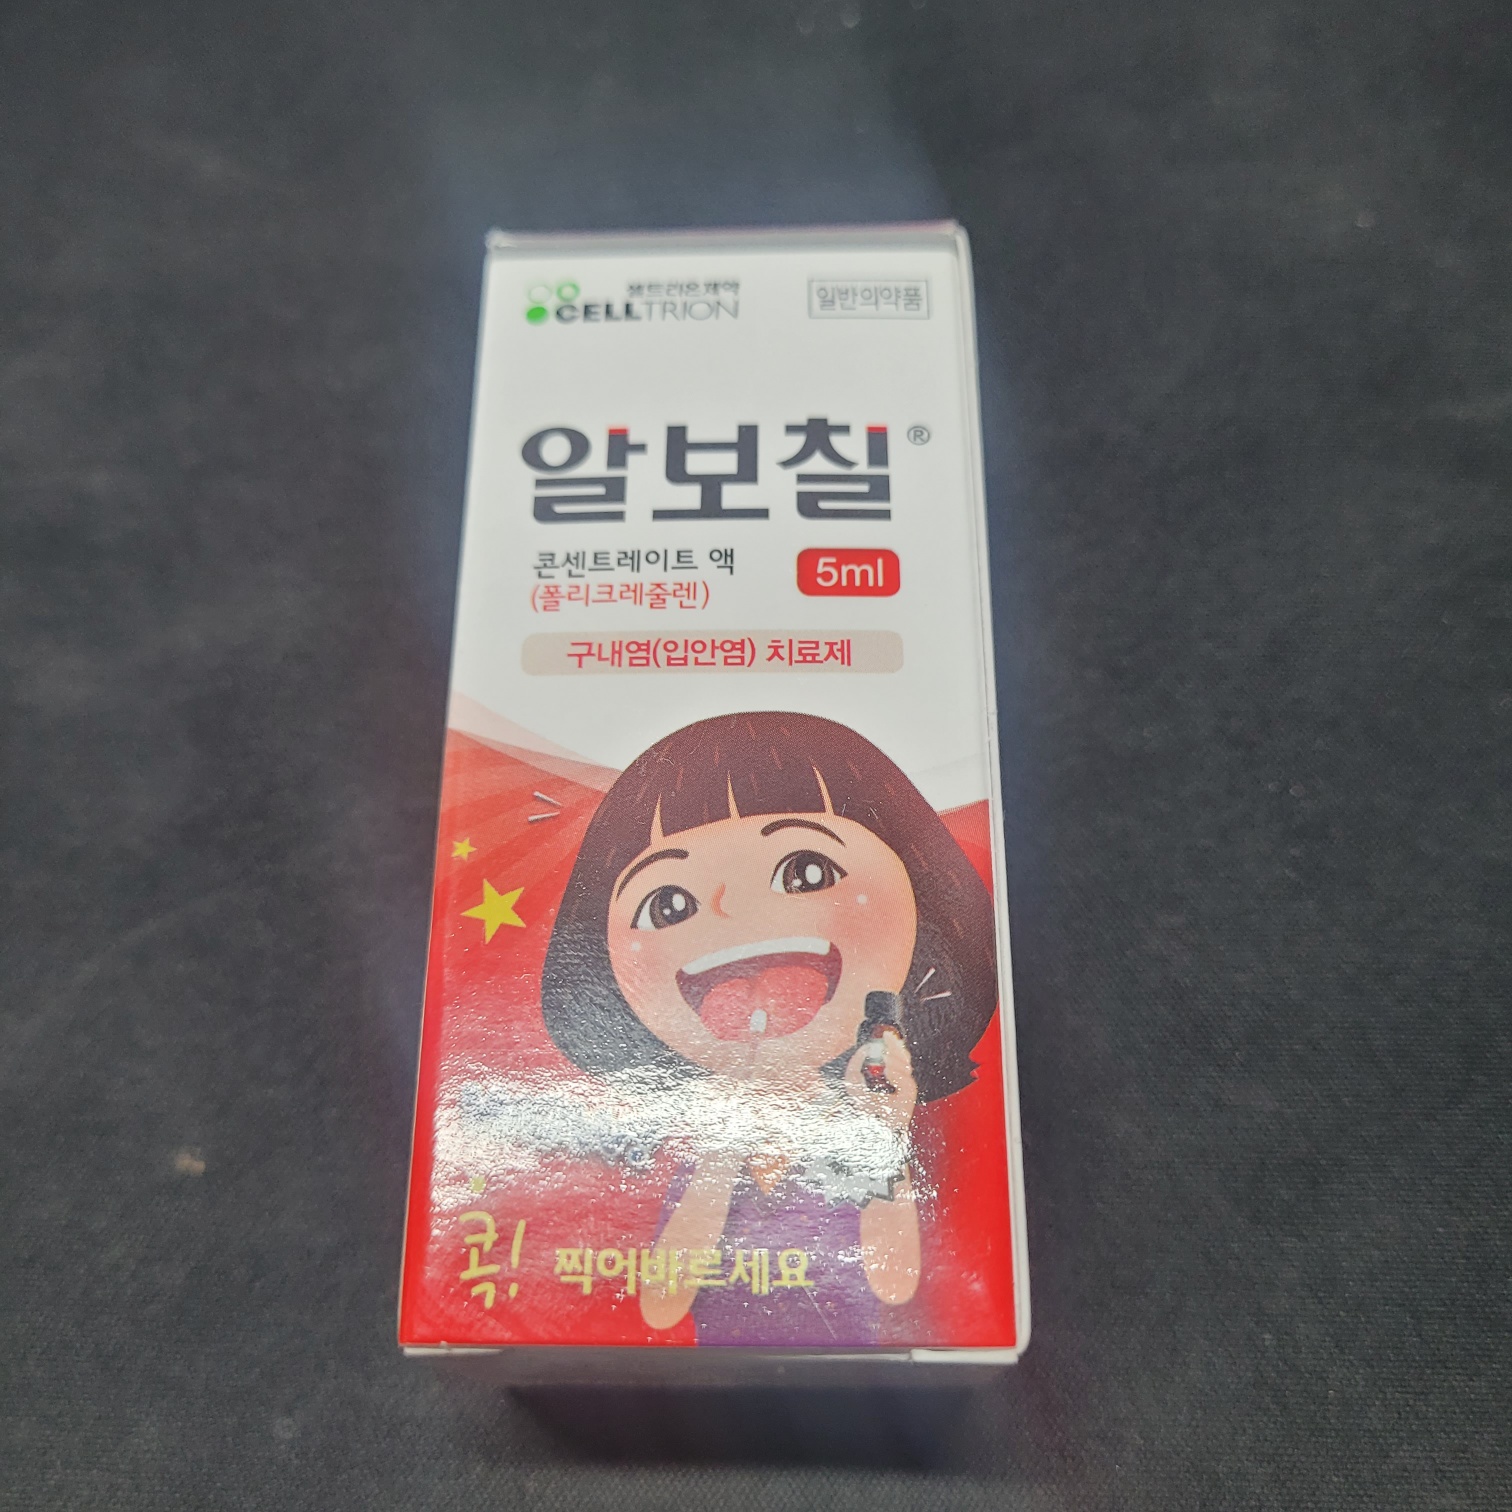 셀트리온제약
CELLTRION
일반의약품
알보칠®
콘센트레이트 액
5ml
(폴리크레줄렌)
구내염(입안염) 치료제
콕! 찍어바르세요